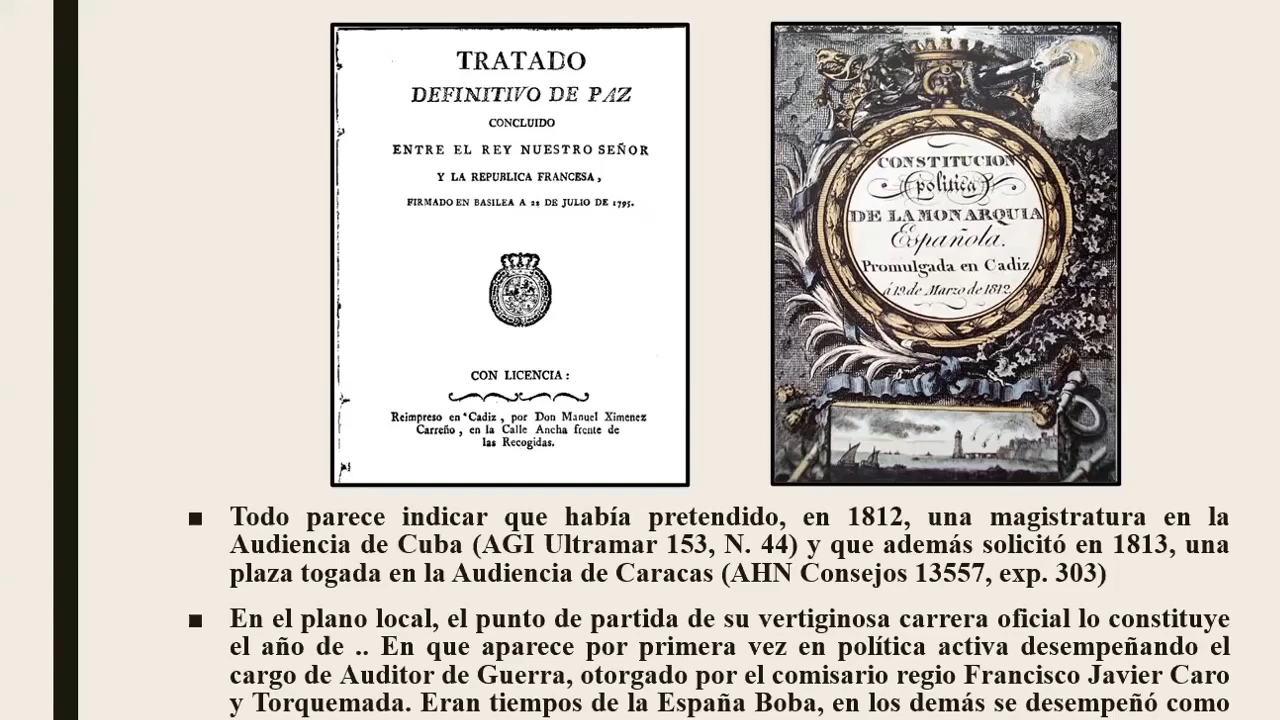 TRATADO
DEFINITIVO DE PAZ
CONCLUIDO
ENTRE EL REY NUESTRO SEÑOR
Y LA REPUBLICA FRANCESA,
FIRMADO EN BASILEA A 22 DE JULIO DE 1795.
CON LICENCIA:
Reimpreso en Cadiz, por Don Manuel Ximenez
Carreño, en la Calle Ancha frente de
las Recogidas.
CONSTITUCION
política
DE LA MONARQUIA
Española.
Promulgada en Cadiz
á 19 de Marzo de 1812.
■ Todo parece indicar que había pretendido, en 1812, una magistratura en la
Audiencia de Cuba (AGI Ultramar 153, N. 44) y que además solicitó en 1813, una
plaza togada en la Audiencia de Caracas (AHN Consejos 13557, exp. 303)
■ En el plano local, el punto de partida de su vertiginosa carrera oficial lo constituye
el año de .. En que aparece por primera vez en política activa desempeñando el
cargo de Auditor de Guerra, otorgado por el comisario regio Francisco Javier Caro
y Torquemada. Eran tiempos de la España Boba, en los demás se desempeñó como